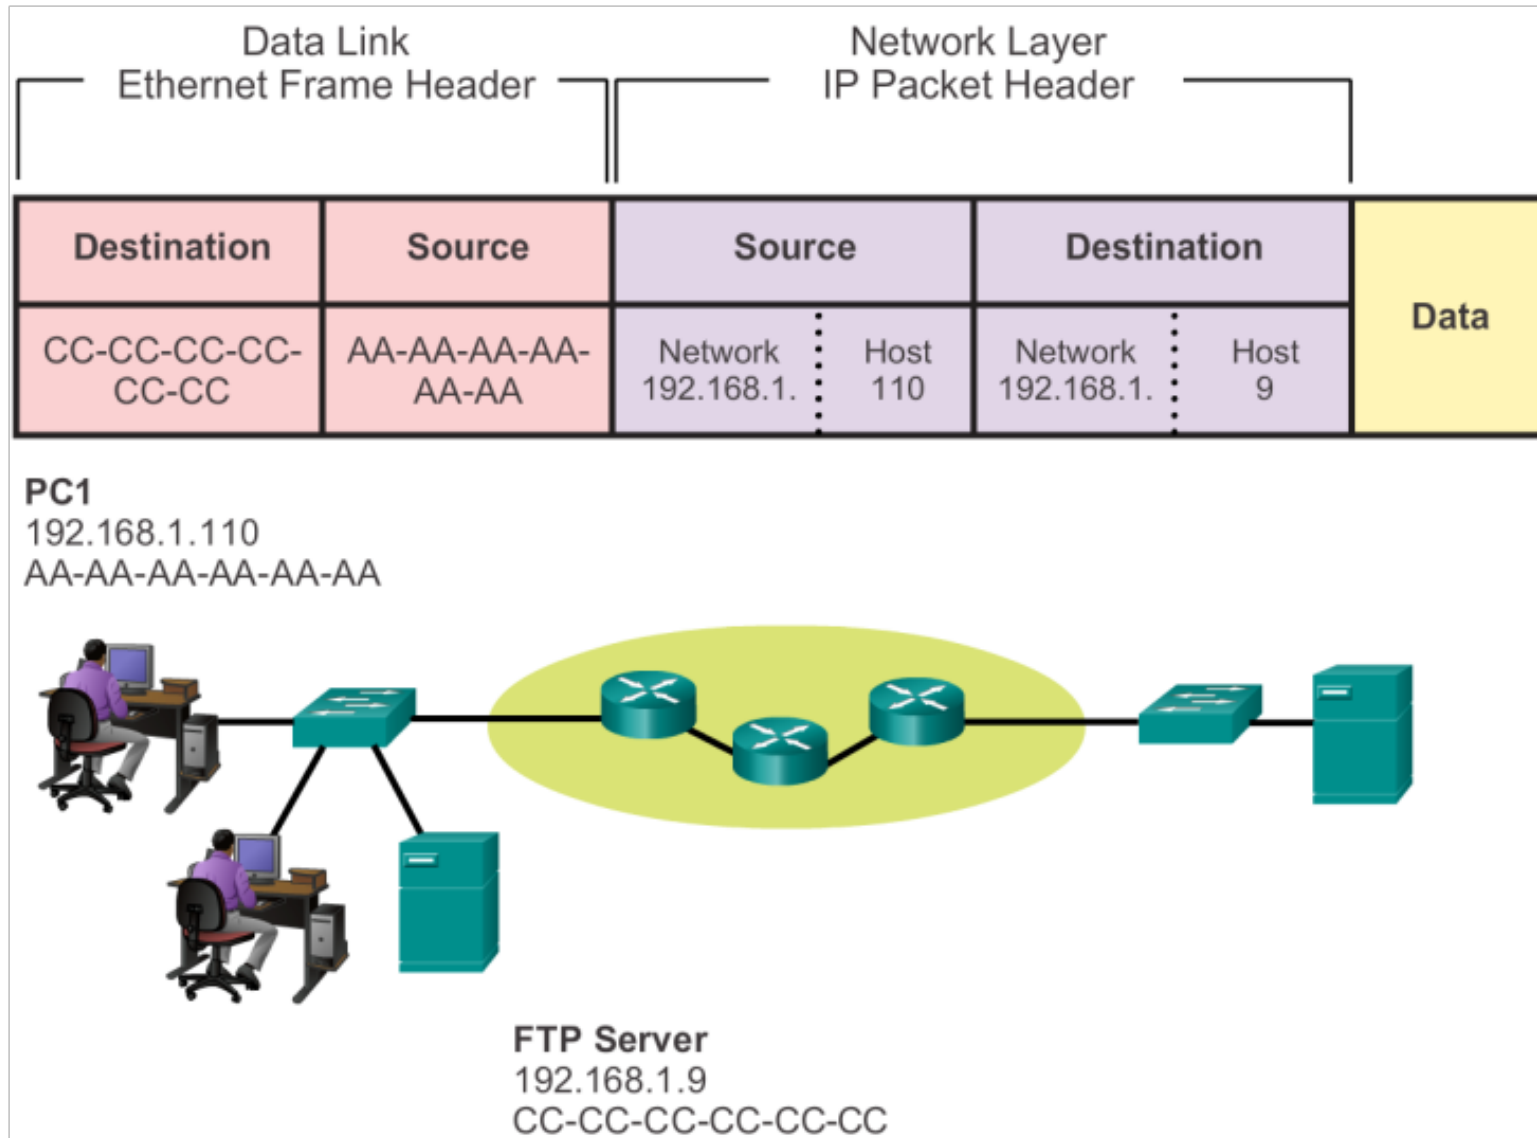 Data Link
Ethernet Frame Header
Network Layer
IP Packet Header
Destination
Source
Source
Destination
Data
CC-CC-CC-CC-
CC-CC
AA-AA-AA-AA-
AA-AA
Network
192.168.1.
Host
110
Network
192.168.1.
Host
9
PC1
192.168.1.110
AA-AA-AA-AA-AA-AA
FTP Server
192.168.1.9
CC-CC-CC-CC-CC-CC